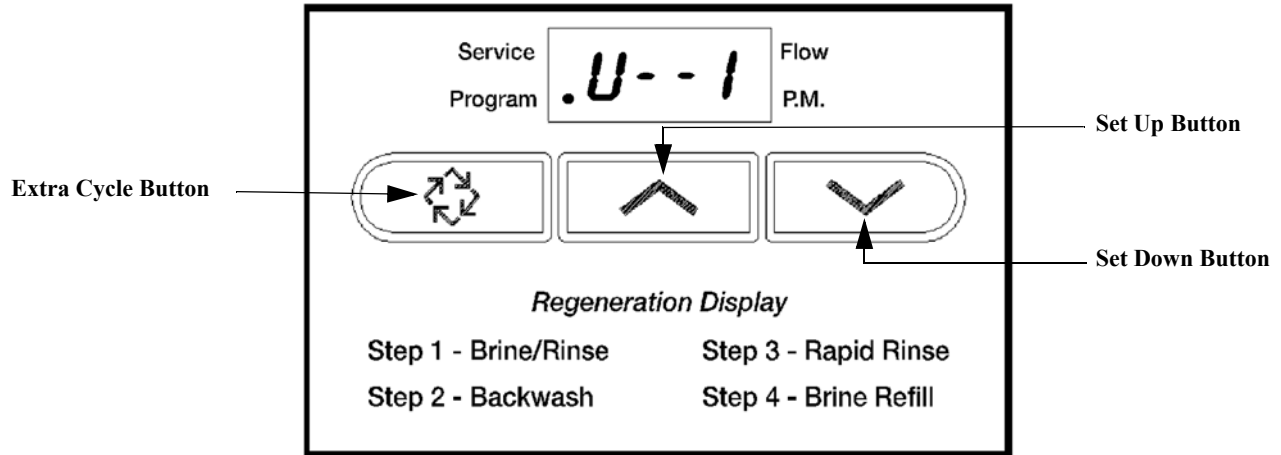 Service Flow
.U--1
Program P.M.
Set Up Button
Extra Cycle Button
Set Down Button
Regeneration Display
Step 1 - Brine/Rinse Step 3 - Rapid Rinse
Step 2 - Backwash Step 4 - Brine Refill